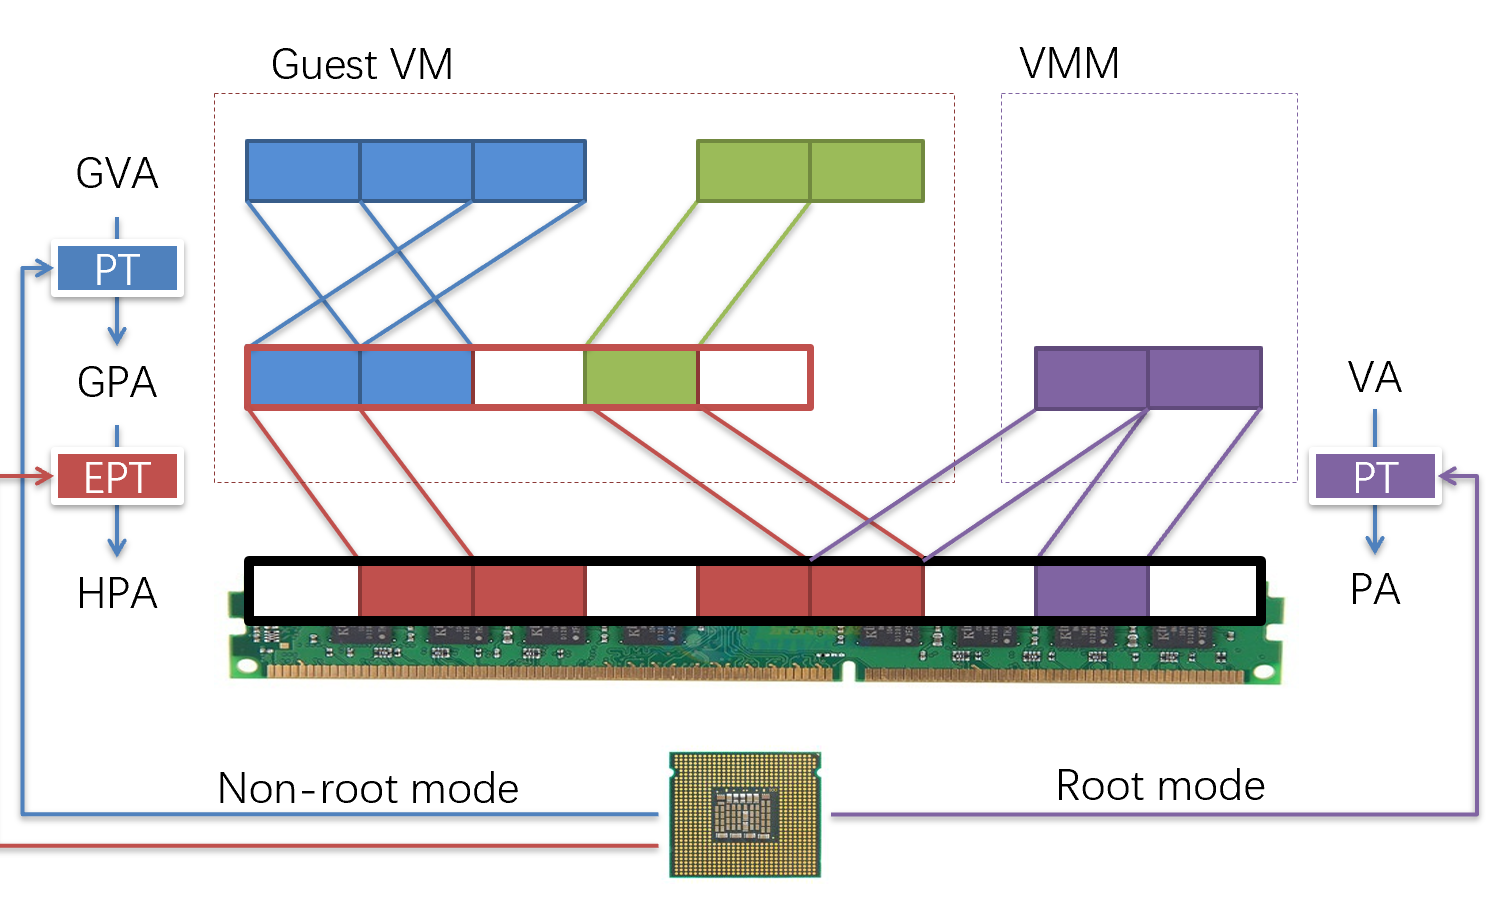 Guest VM
VMM
GVA
PT
GPA
VA
EPT
PT
HPA
PA
Non-root mode
Root mode